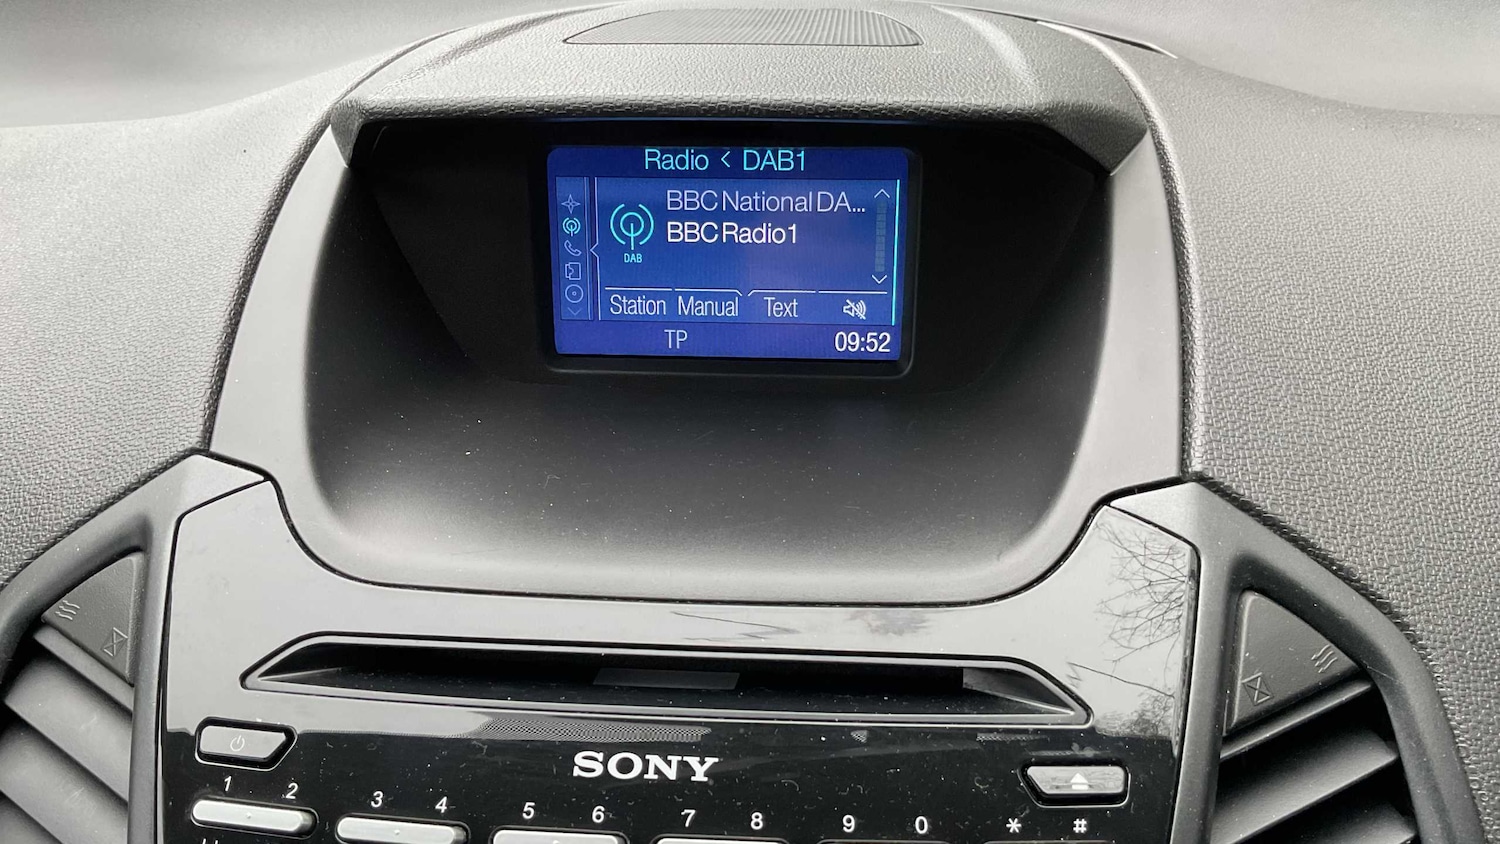 Radio < DAB1
BBC National DA...
BBC Radio1
DAB
Station Manual Text
TP 09:52
SONY
1 2 3 4 5 6 7 8 9 0 * #